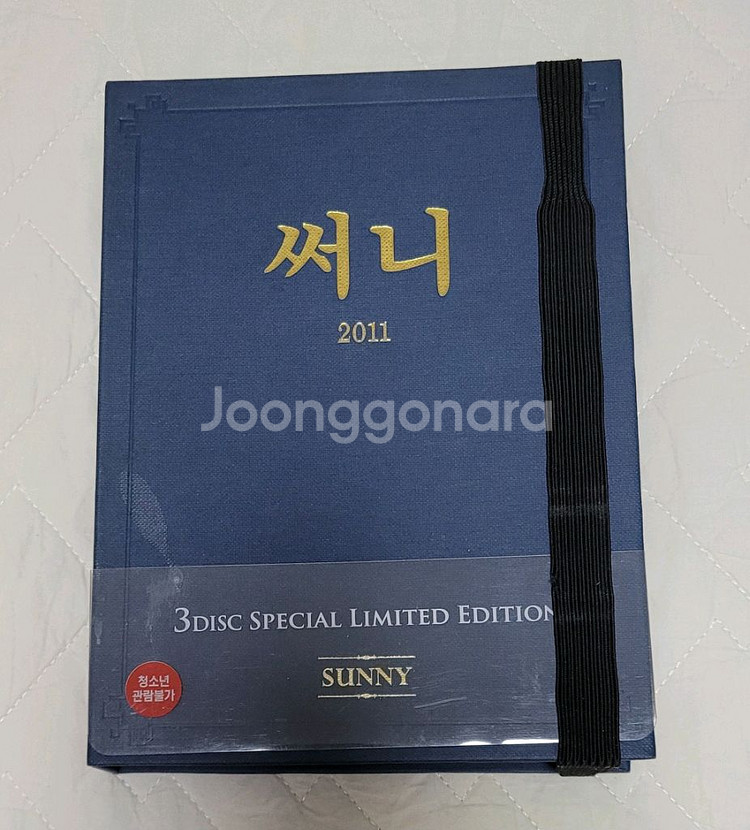 써니
2011
Joonggonara
3DISC SPECIAL LIMITED EDITION
SUNNY
청소년
관람불가